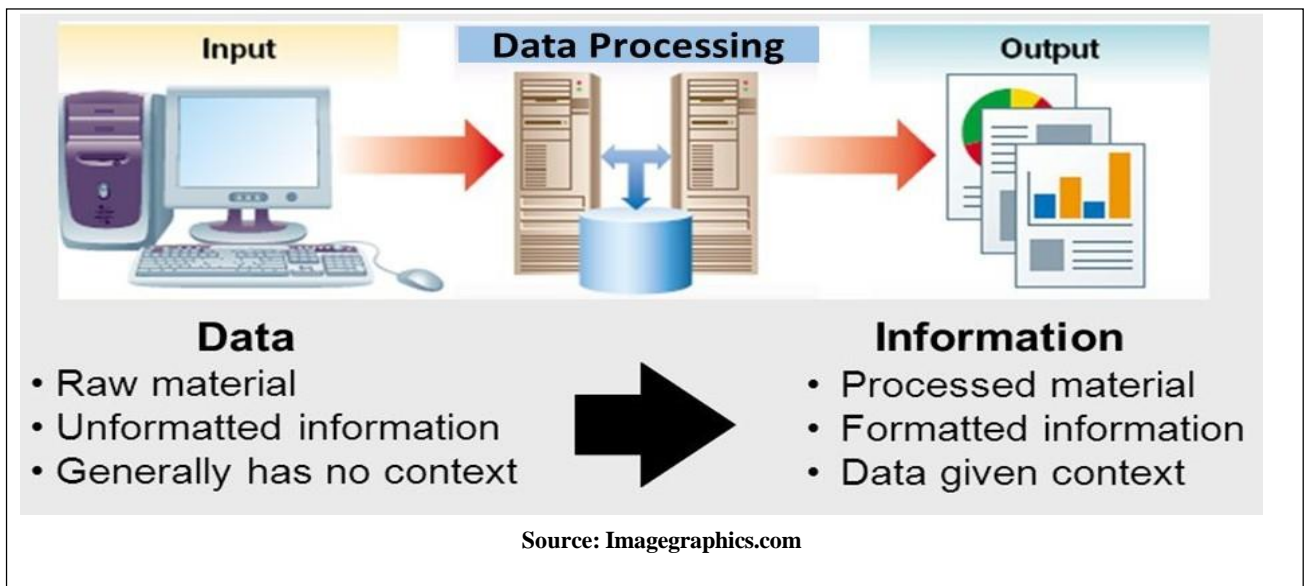 Input
Data Processing
Output
Data
• Raw material
• Unformatted information
• Generally has no context
Information
• Processed material
• Formatted information
• Data given context
Source: Imagegraphics.com